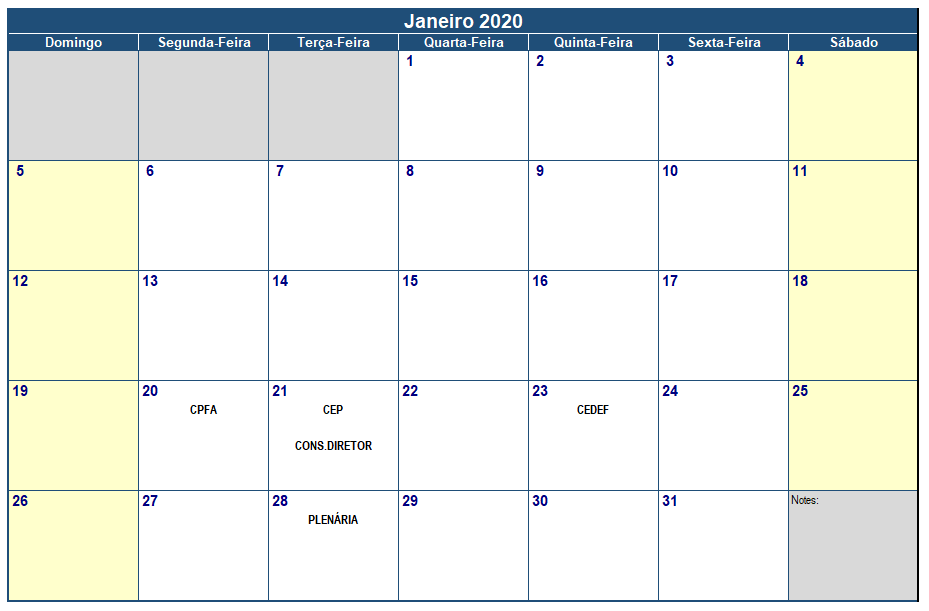 Janeiro 2020
Domingo Segunda-Feira Terça-Feira Quarta-Feira Quinta-Feira Sexta-Feira Sábado
1 2 3 4
5 6 7 8 9 10 11
12 13 14 15 16 17 18
19 20 21 22 23 24 25
CPFA CEP CEDEF
CONS.DIRETOR
26 27 28 29 30 31 Notes:
PLENÁRIA